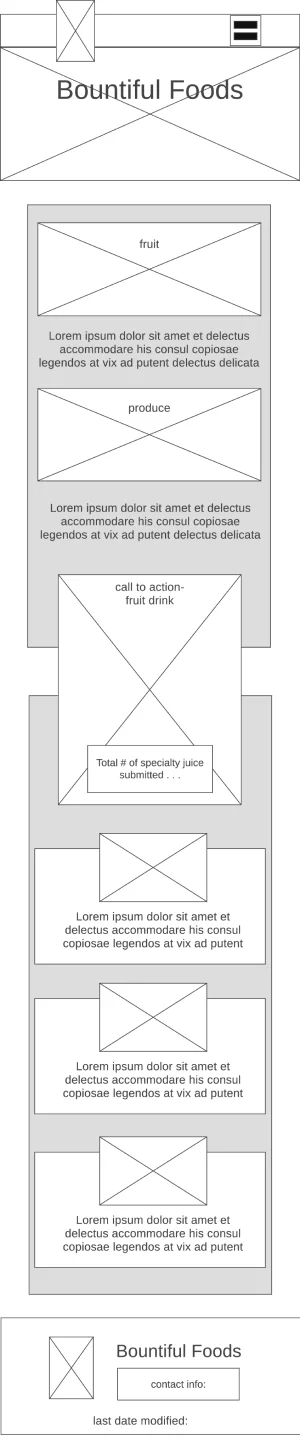 Bountiful Foods
fruit
Lorem ipsum dolor sit amet et delectus
accommodare his consul copiosae
legendos at vix ad putent delectus delicata
produce
Lorem ipsum dolor sit amet et delectus
accommodare his consul copiosae
legendos at vix ad putent delectus delicata
call to action-
fruit drink
Total # of specialty juice
submitted . . .
Lorem ipsum dolor sit amet et
delectus accommodare his consul
copiosae legendos at vix ad putent
Lorem ipsum dolor sit amet et
delectus accommodare his consul
copiosae legendos at vix ad putent
Lorem ipsum dolor sit amet et
delectus accommodare his consul
copiosae legendos at vix ad putent
Bountiful Foods
contact info:
last date modified: